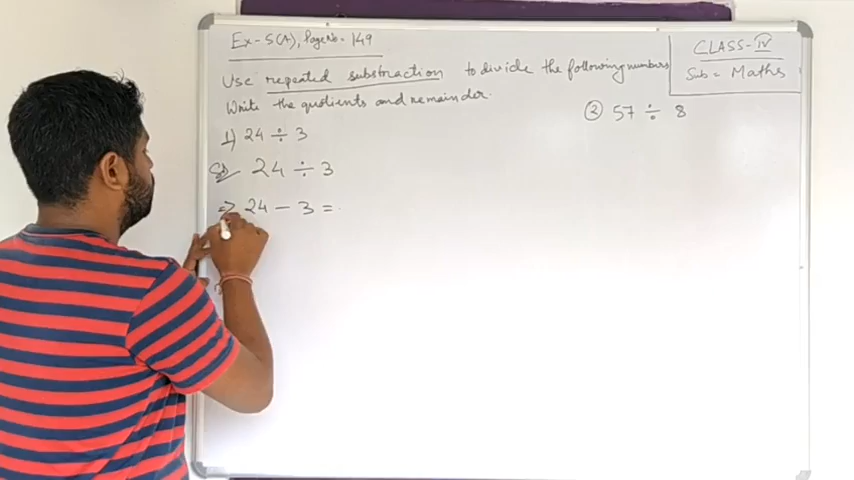 Ex-5(A), Page No- 149
CLASS-IV
Sub = Maths
Use repeated substraction to divide the following numbers
Write the quotients and remainder.
1) 24 ÷ 3
② 57 ÷ 8
Sol 24 ÷ 3
⇒ 24 - 3 =